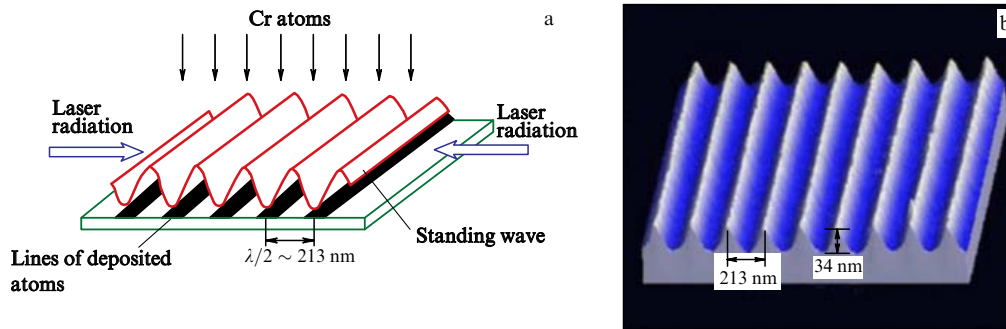 Cr atoms
a
Laser
radiation
Laser
radiation
Standing wave
Lines of deposited
atoms
λ/2 ∼ 213 nm
b
213 nm
34 nm